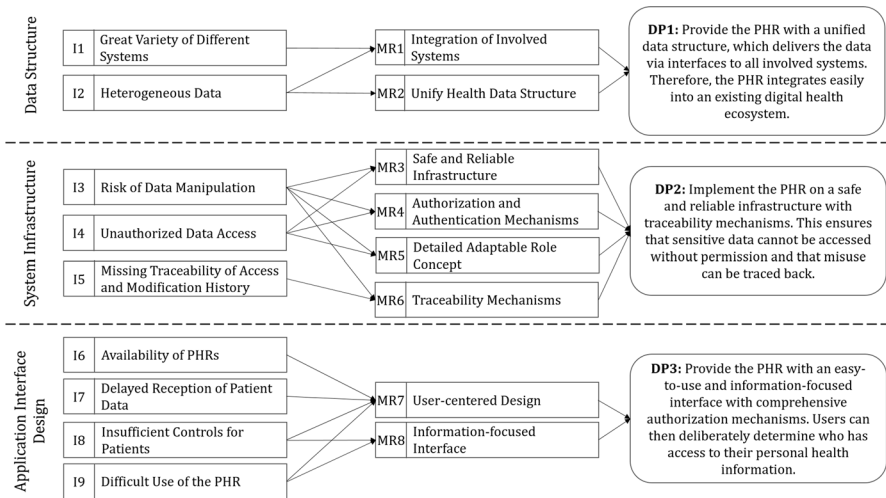 Data Structure
I1
Great Variety of Different
Systems
I2
Heterogeneous Data
MR1
Integration of Involved
Systems
MR2
Unify Health Data Structure
DP1: Provide the PHR with a unified
data structure, which delivers the data
via interfaces to all involved systems.
Therefore, the PHR integrates easily
into an existing digital health
ecosystem.
System Infrastructure
I3
Risk of Data Manipulation
I4
Unauthorized Data Access
I5
Missing Traceability of Access
and Modification History
MR3
Safe and Reliable
Infrastructure
MR4
Authorization and
Authentication Mechanisms
MR5
Detailed Adaptable Role
Concept
MR6
Traceability Mechanisms
DP2: Implement the PHR on a safe
and reliable infrastructure with
traceability mechanisms. This ensures
that sensitive data cannot be accessed
without permission and that misuse
can be traced back.
Application Interface
Design
I6
Availability of PHRs
I7
Delayed Reception of Patient
Data
I8
Insufficient Controls for
Patients
I9
Difficult Use of the PHR
MR7
User-centered Design
MR8
Information-focused
Interface
DP3: Provide the PHR with an easy-
to-use and information-focused
interface with comprehensive
authorization mechanisms. Users can
then deliberately determine who has
access to their personal health
information.